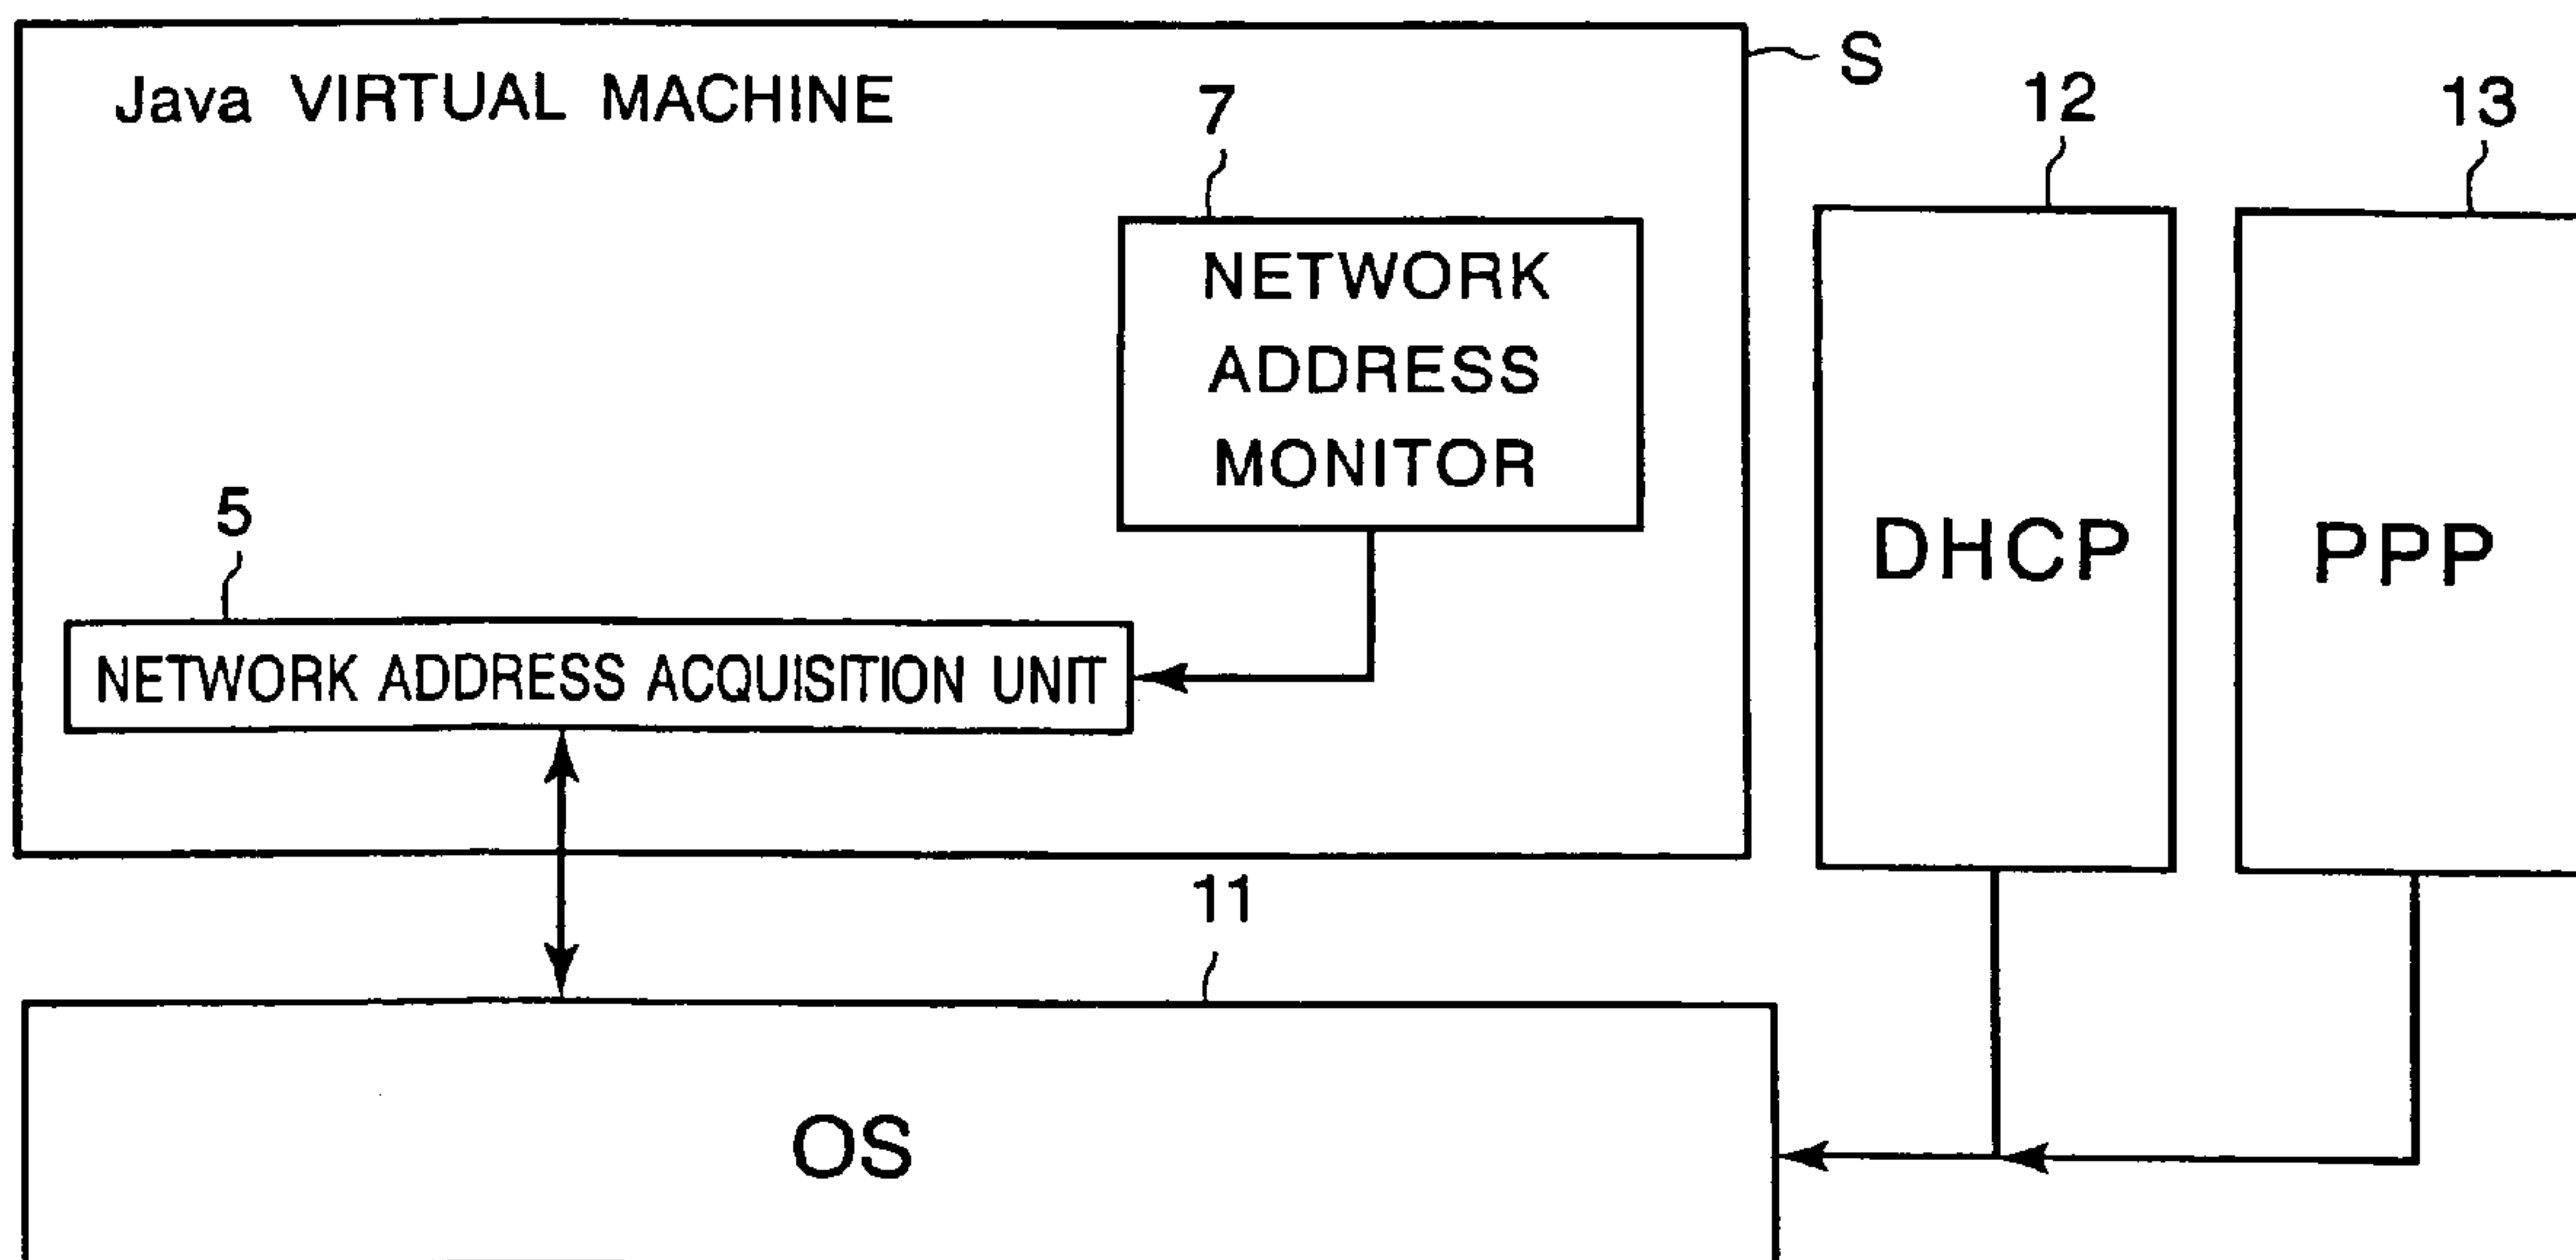 S
Java VIRTUAL MACHINE
7
12
13
NETWORK
ADDRESS
MONITOR
5
DHCP
PPP
NETWORK ADDRESS ACQUISITION UNIT
11
OS